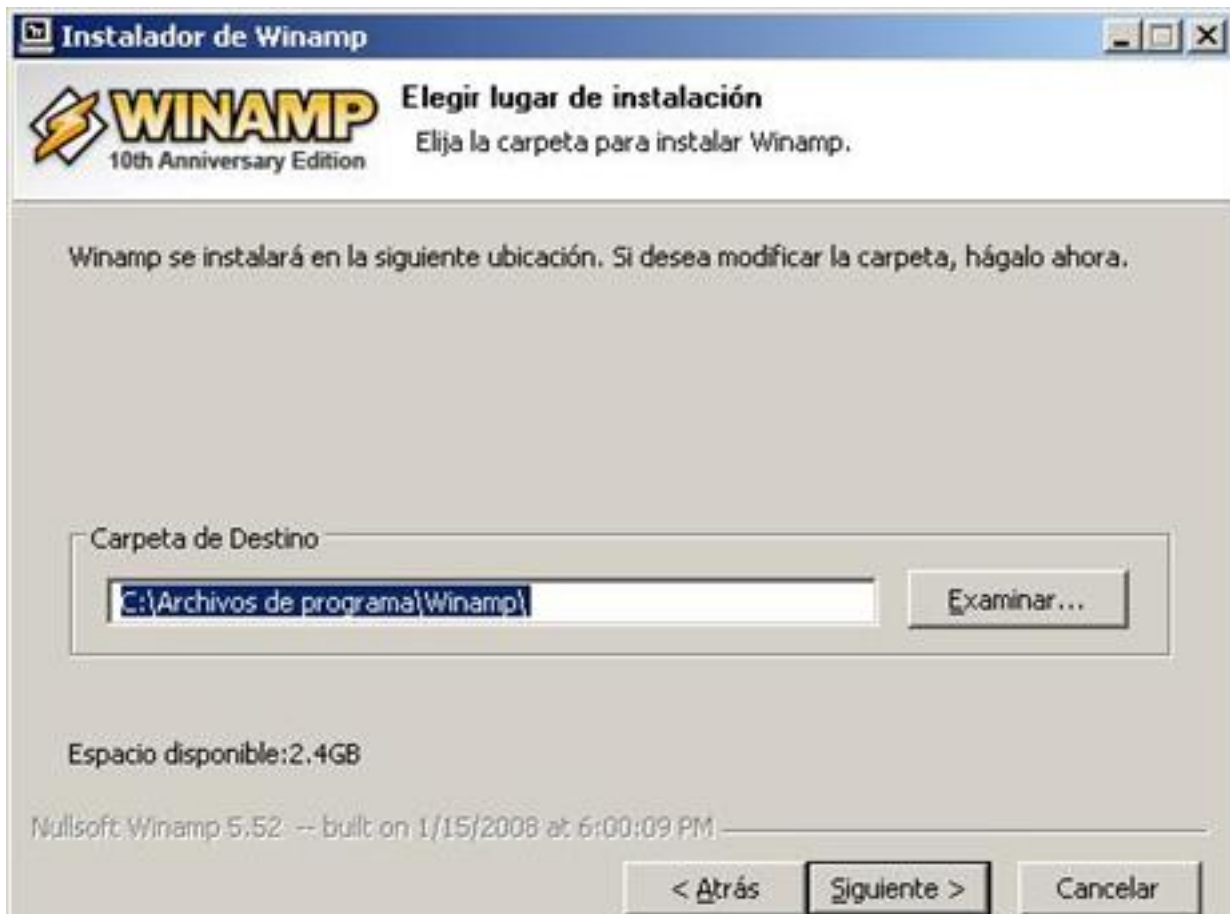 Instalador de Winamp
WINAMP
10th Anniversary Edition
Elegir lugar de instalación
Elija la carpeta para instalar Winamp.
Winamp se instalará en la siguiente ubicación. Si desea modificar la carpeta, hágalo ahora.
Carpeta de Destino
C:\Archivos de programa\Winamp\
Examinar...
Espacio disponible:2.4GB
Nullsoft Winamp 5.52 -- built on 1/15/2008 at 6:00:09 PM
< Atrás
Siguiente >
Cancelar